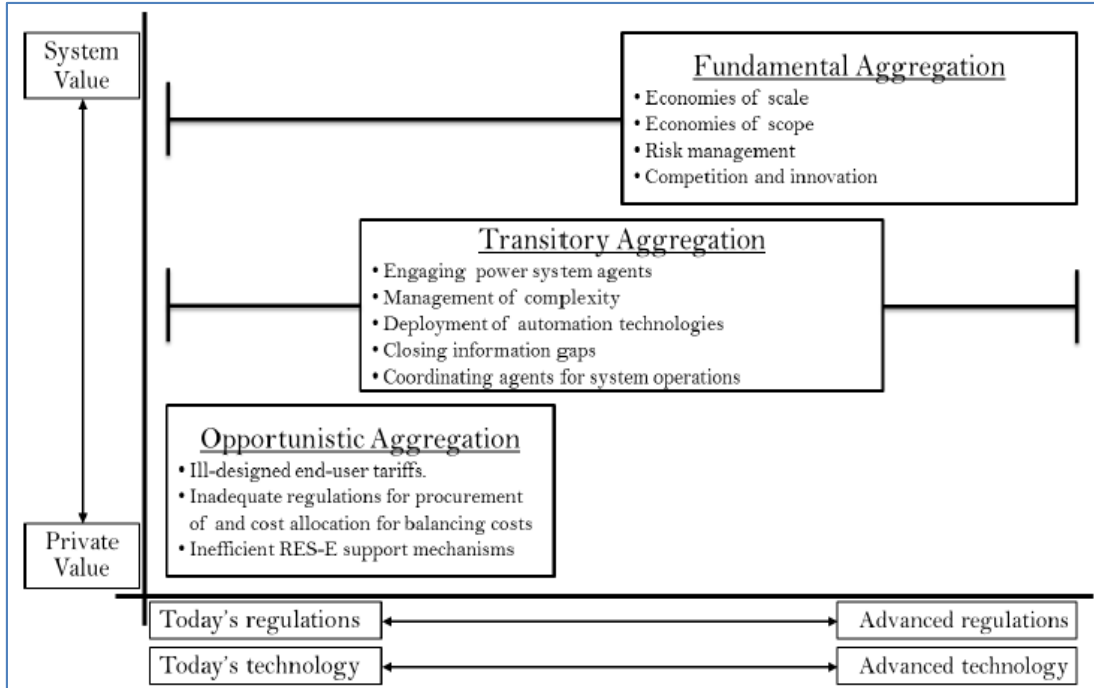 System
Value
Fundamental Aggregation
• Economies of scale
• Economies of scope
• Risk management
• Competition and innovation
Transitory Aggregation
• Engaging power system agents
• Management of complexity
• Deployment of automation technologies
• Closing information gaps
• Coordinating agents for system operations
Opportunistic Aggregation
• Ill-designed end-user tariffs.
• Inadequate regulations for procurement
of and cost allocation for balancing costs
• Inefficient RES-E support mechanisms
Private
Value
Today's regulations
Advanced regulations
Today's technology
Advanced technology